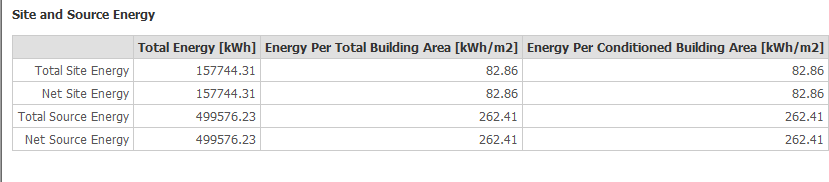 Site and Source Energy
Total Energy [kWh] Energy Per Total Building Area [kWh/m2] Energy Per Conditioned Building Area [kWh/m2]
Total Site Energy 157744.31 82.86 82.86
Net Site Energy 157744.31 82.86 82.86
Total Source Energy 499576.23 262.41 262.41
Net Source Energy 499576.23 262.41 262.41